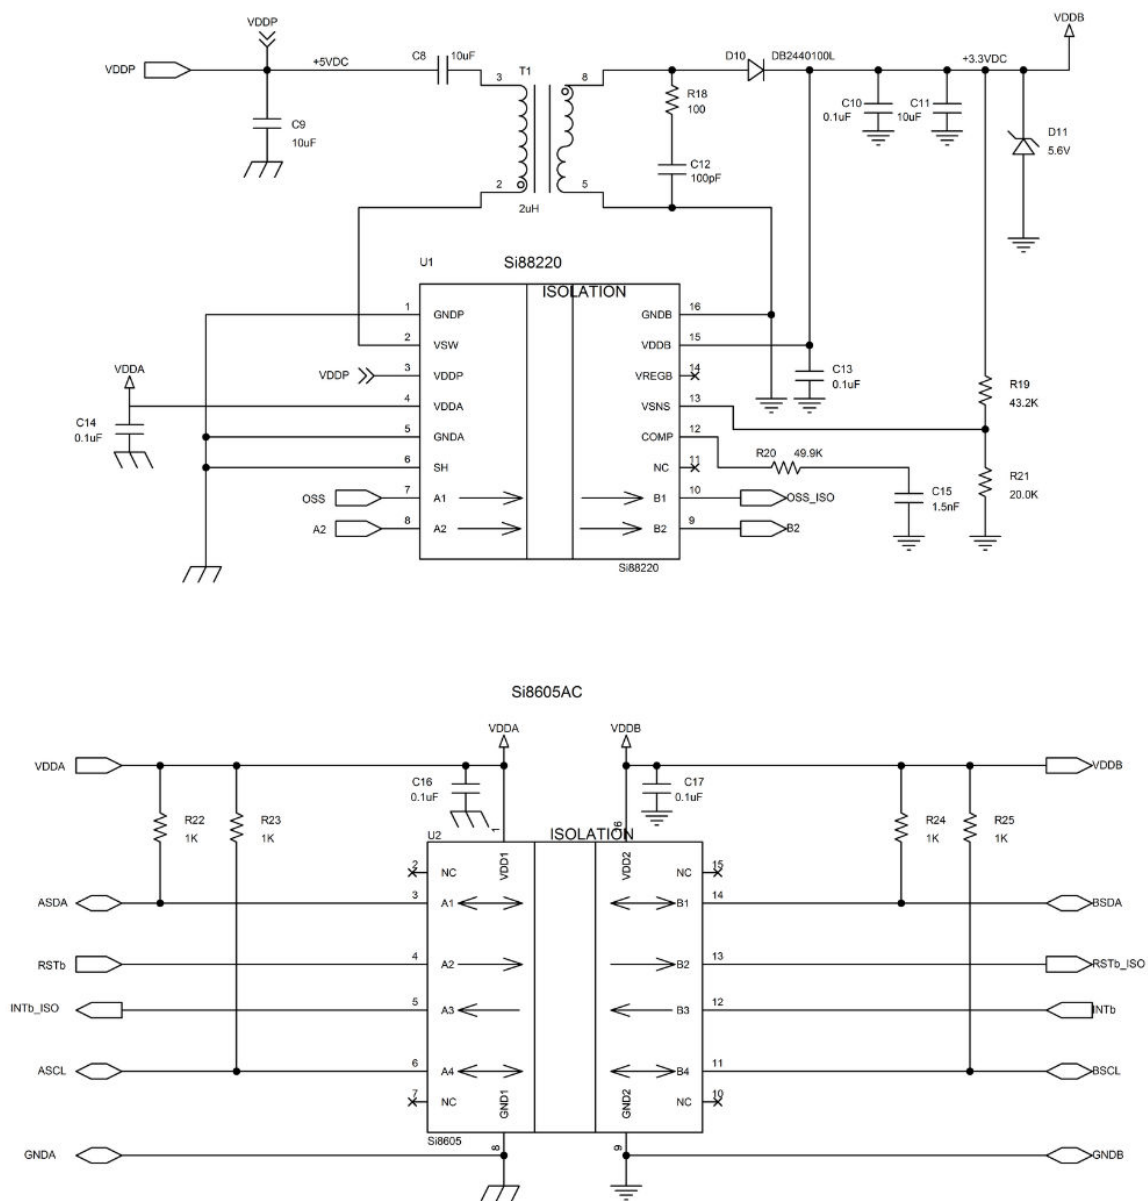 VDDP
VDDB
VDDP
+5VDC
C8
10uF
D10
DB2440100L
+3.3VDC
3
T1
8
R18
100
C10
0.1uF
C11
10uF
C9
10uF
D11
5.6V
C12
100pF
2
5
2uH
U1
Si88220
ISOLATION
1
GNDP
GNDB
16
2
VSW
VDDB
15
VDDP
3
VDDP
VREGB
14
C13
0.1uF
VDDA
4
VDDA
VSNS
13
R19
43.2K
C14
0.1uF
5
GNDA
COMP
12
R20
49.9K
6
SH
NC
11
R21
20.0K
OSS
7
A1
B1
10
OSS_ISO
C15
1.5nF
A2
8
A2
B2
9
B2
Si88220
Si8605AC
VDDA
VDDB
VDDA
VDDB
C16
0.1uF
C17
0.1uF
R22
1K
R23
1K
R24
1K
R25
1K
U2
1
ISOLATION
2
NC
VDD1
VDD2
NC
15
ASDA
3
A1
B1
14
BSDA
RSTb
4
A2
B2
13
RSTb_ISO
INTb_ISO
5
A3
B3
12
INTb
ASCL
6
A4
B4
11
BSCL
7
NC
GND1
GND2
NC
10
Si8605
GNDA
8
9
GNDB